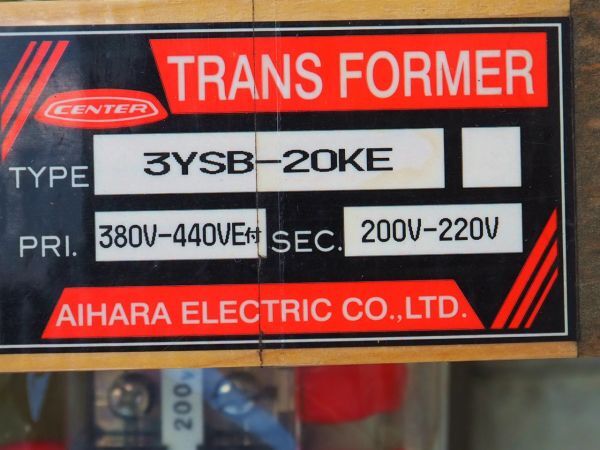 TRANS FORMER
CENTER
TYPE 3YSB-20KE
PRI. 380V-440VE付 SEC. 200V-220V
AIHARA ELECTRIC CO.,LTD.
200V